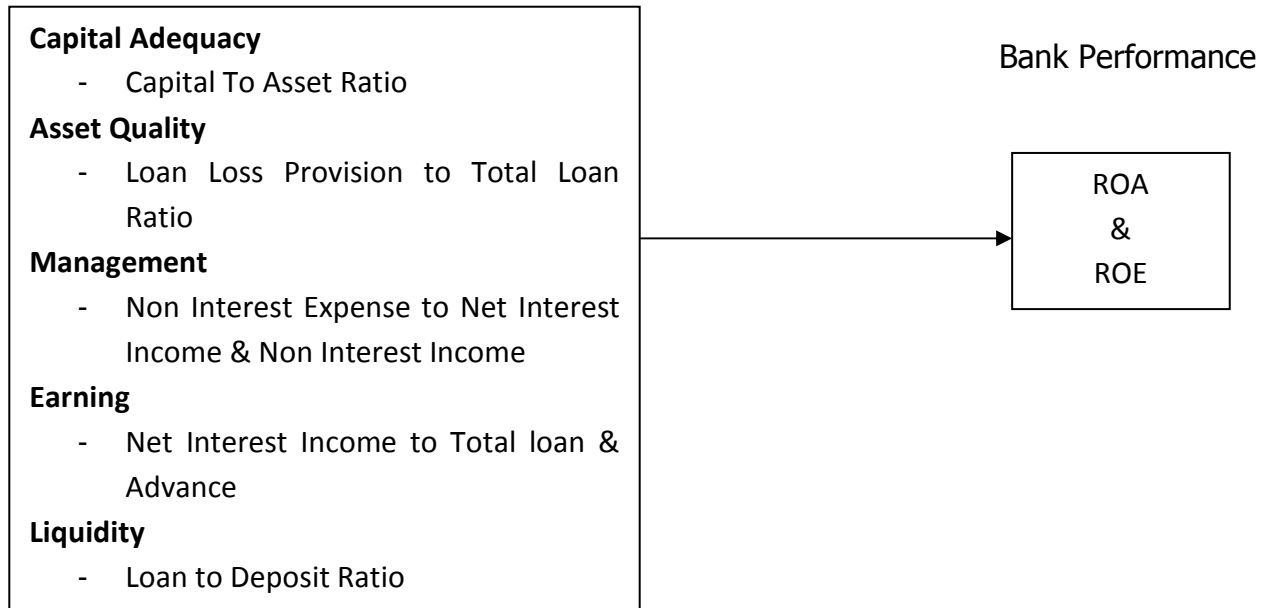 Capital Adequacy
- Capital To Asset Ratio
Asset Quality
- Loan Loss Provision to Total Loan
Ratio
Management
- Non Interest Expense to Net Interest
Income & Non Interest Income
Earning
- Net Interest Income to Total loan &
Advance
Liquidity
- Loan to Deposit Ratio
Bank Performance
ROA
&
ROE